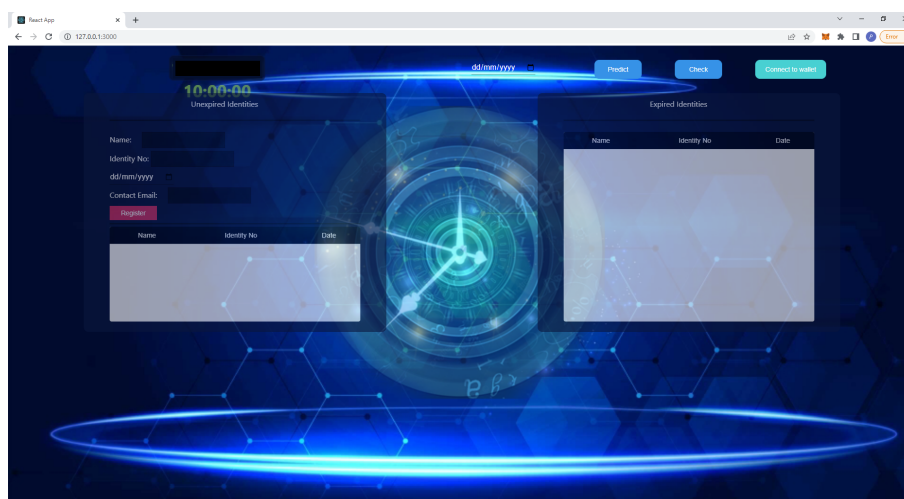 React App
127.0.0.1:3000
Error
dd/mm/yyyy
Predict
Check
Connect to wallet
10:00:00
Unexpired Identities
Name:
Identity No:
dd/mm/yyyy
Contact Email:
Register
Name Identity No Date
Expired Identities
Name Identity No Date